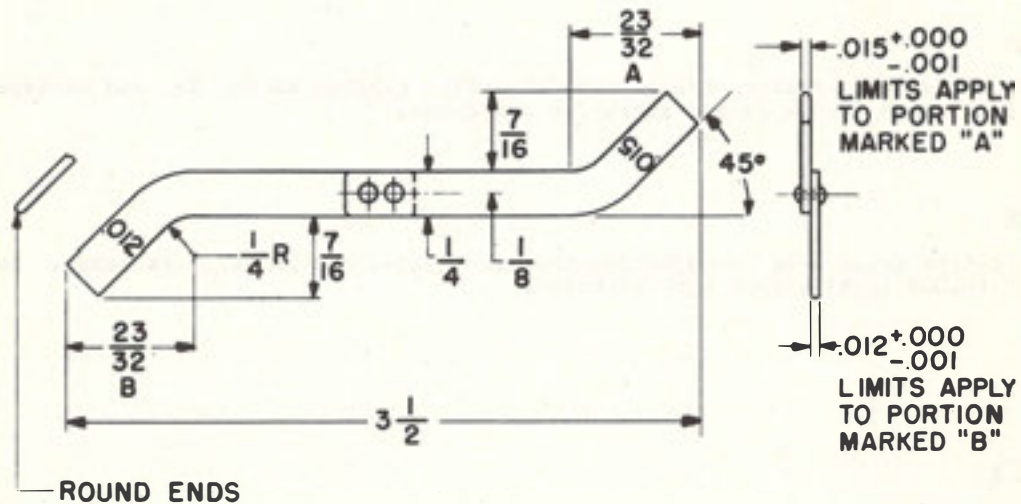 23/32
A
7/16
.015 +.000 -.001
LIMITS APPLY
TO PORTION
MARKED "A"
45°
.015
.012
1/4 R
7/16
1/4
1/8
23/32
B
3 1/2
.012 +.000 -.001
LIMITS APPLY
TO PORTION
MARKED "B"
ROUND ENDS